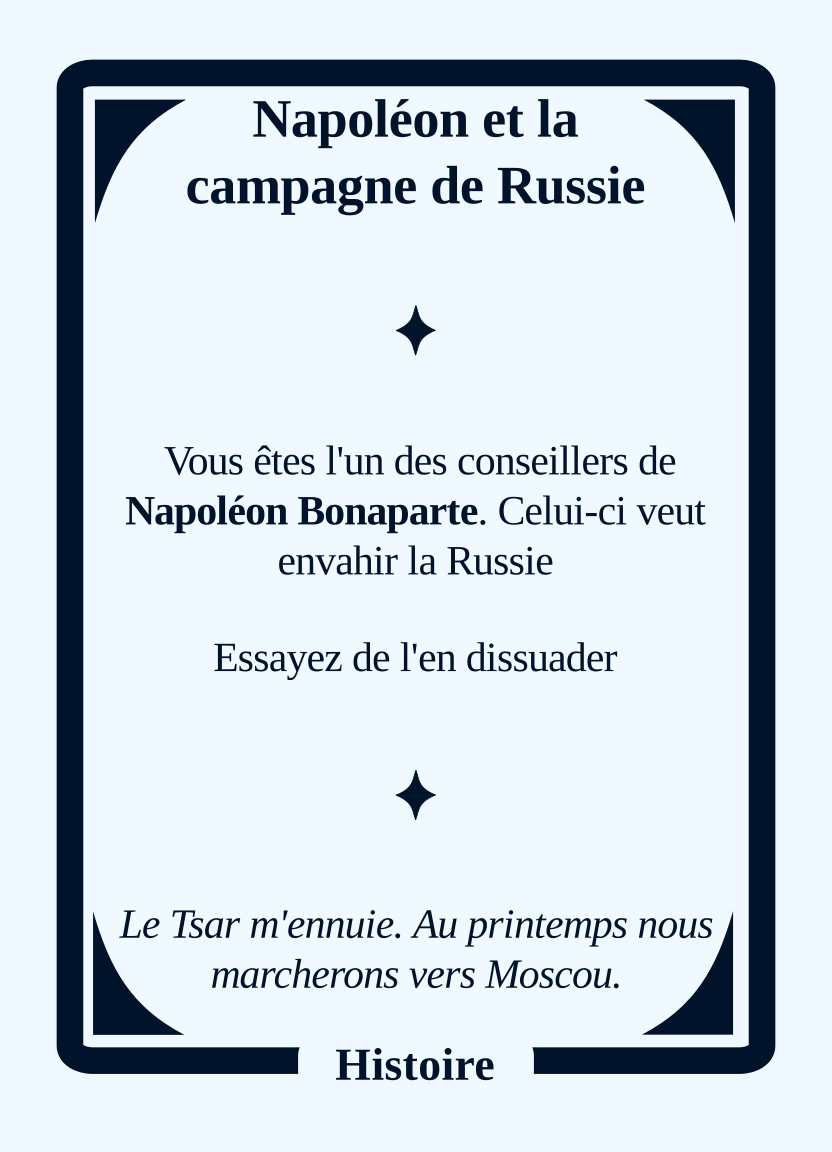 Napoléon et la
campagne de Russie
Vous êtes l'un des conseillers de
Napoléon Bonaparte. Celui-ci veut
envahir la Russie
Essayez de l'en dissuader
Le Tsar m'ennuie. Au printemps nous
marcherons vers Moscou.
Histoire